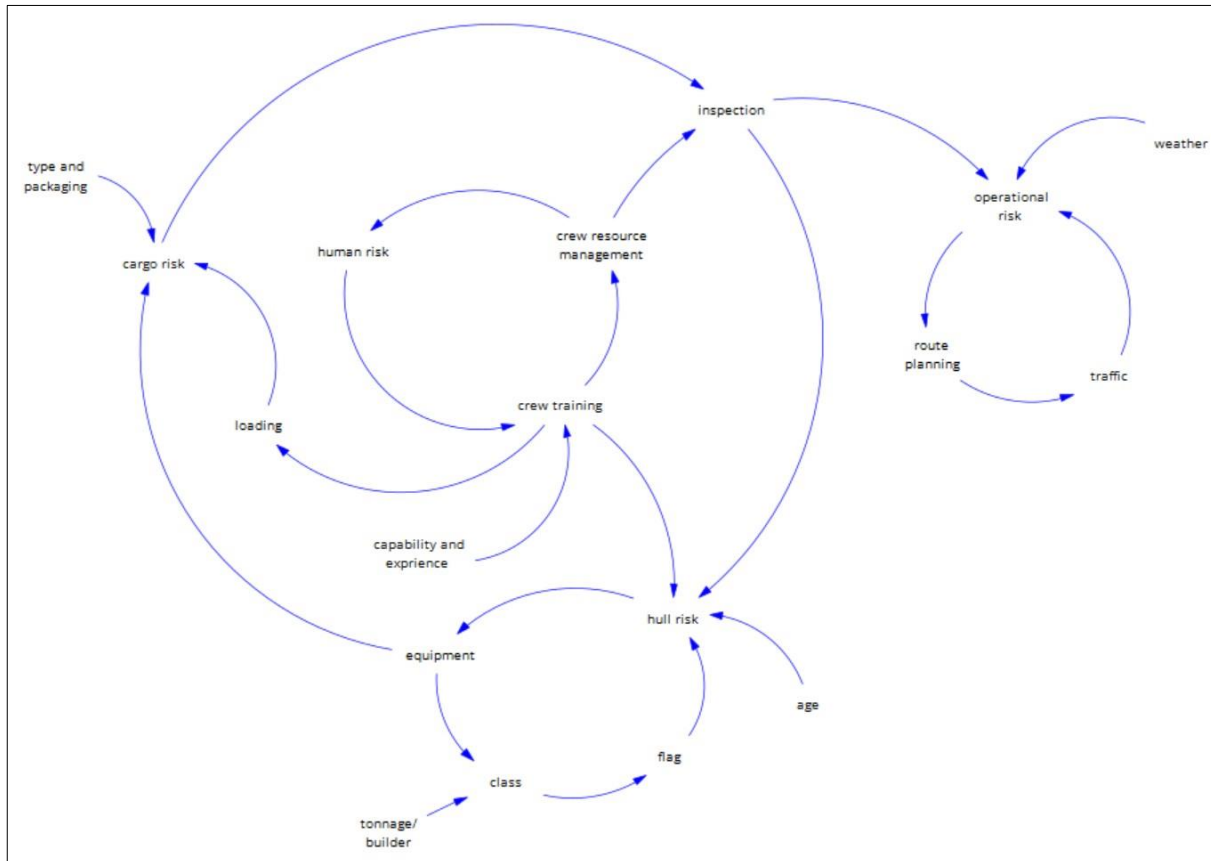 inspection
weather
type and
packaging
operational
risk
crew resource
management
human risk
cargo risk
route
planning
traffic
crew training
loading
capability and
exprience
hull risk
equipment
age
flag
class
tonnage/
builder